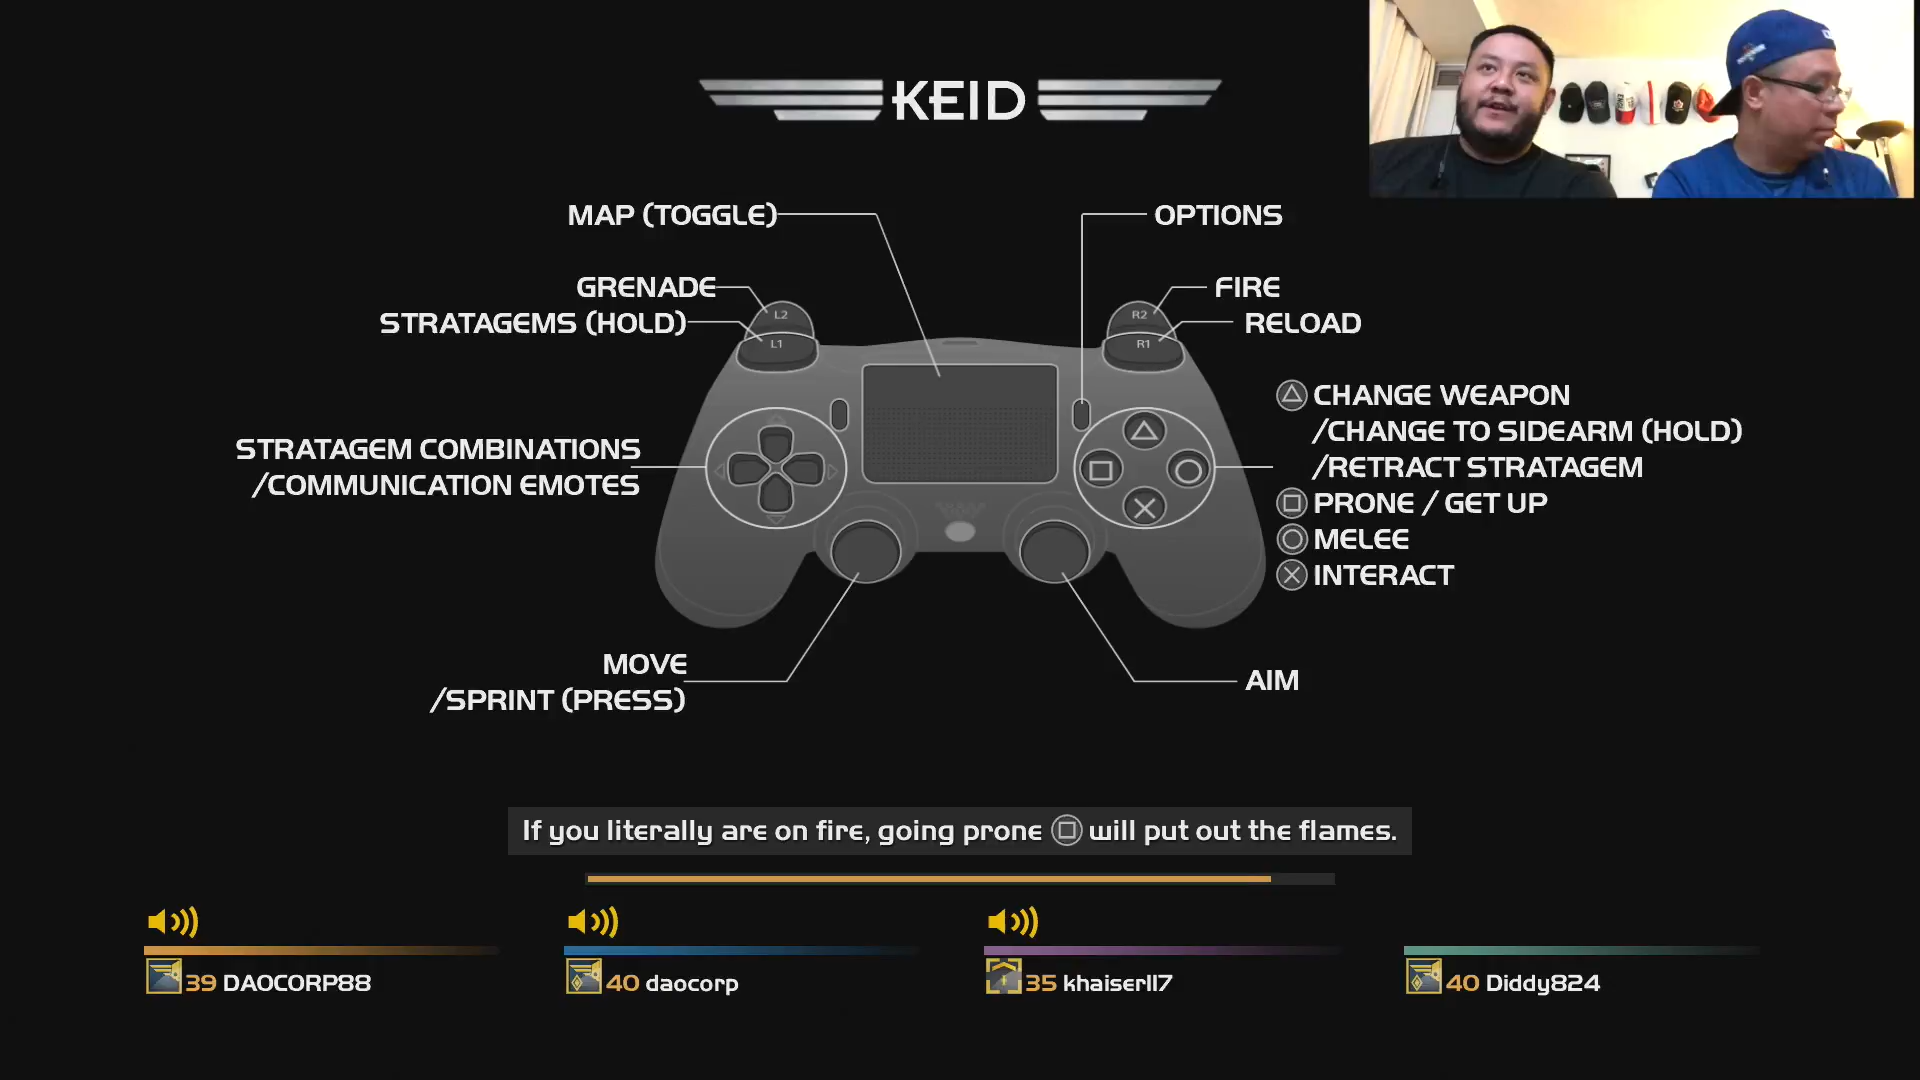 KEID
MAP (TOGGLE)
OPTIONS
GRENADE
FIRE
STRATAGEMS (HOLD)
RELOAD
L2
L1
R2
R1
STRATAGEM COMBINATIONS
/COMMUNICATION EMOTES
CHANGE WEAPON
/CHANGE TO SIDEARM (HOLD)
/RETRACT STRATAGEM
PRONE / GET UP
MELEE
INTERACT
MOVE
/SPRINT (PRESS)
AIM
If you literally are on fire, going prone will put out the flames.
39 DAOCORP88
40 daocorp
35 khaiser117
40 Diddy824